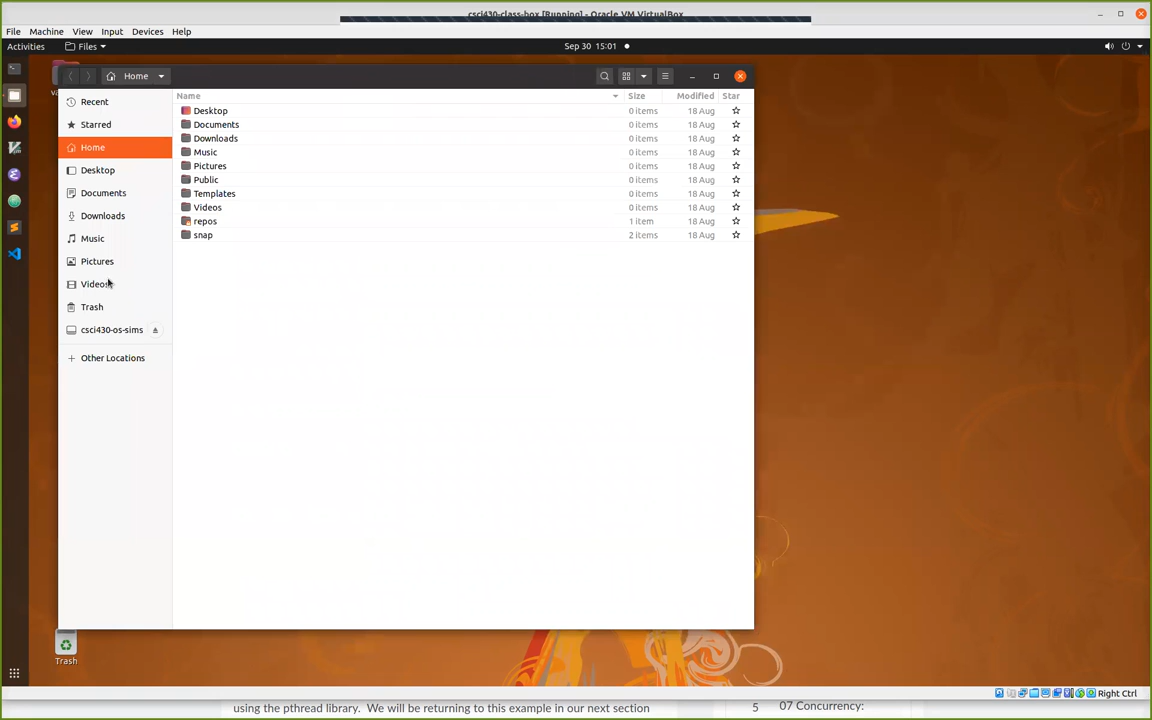 csci430-class-box [Running] - Oracle VM VirtualBox
File Machine View Input Devices Help
Activities Files Sep 30 15:01
Home
Name Size Modified Star
Recent
Starred
Home
Desktop
Documents
Downloads
Music
Pictures
Videos
Trash
csci430-os-sims
Other Locations
Desktop 0 items 18 Aug
Documents 0 items 18 Aug
Downloads 0 items 18 Aug
Music 0 items 18 Aug
Pictures 0 items 18 Aug
Public 0 items 18 Aug
Templates 0 items 18 Aug
Videos 0 items 18 Aug
repos 1 item 18 Aug
snap 2 items 18 Aug
Trash
Right Ctrl
using the pthread library. We will be returning to this example in our next section
5 07 Concurrency: